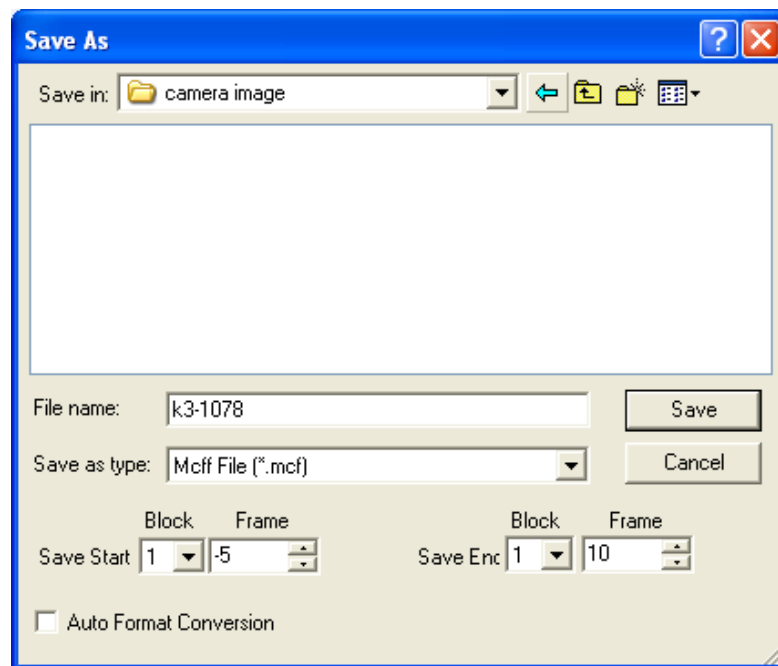 Save As
Save in: camera image
File name: k3-1078 Save
Save as type: Mcff File (*.mcf) Cancel
Block Frame Block Frame
Save Start 1 -5 Save Enc 1 10
Auto Format Conversion